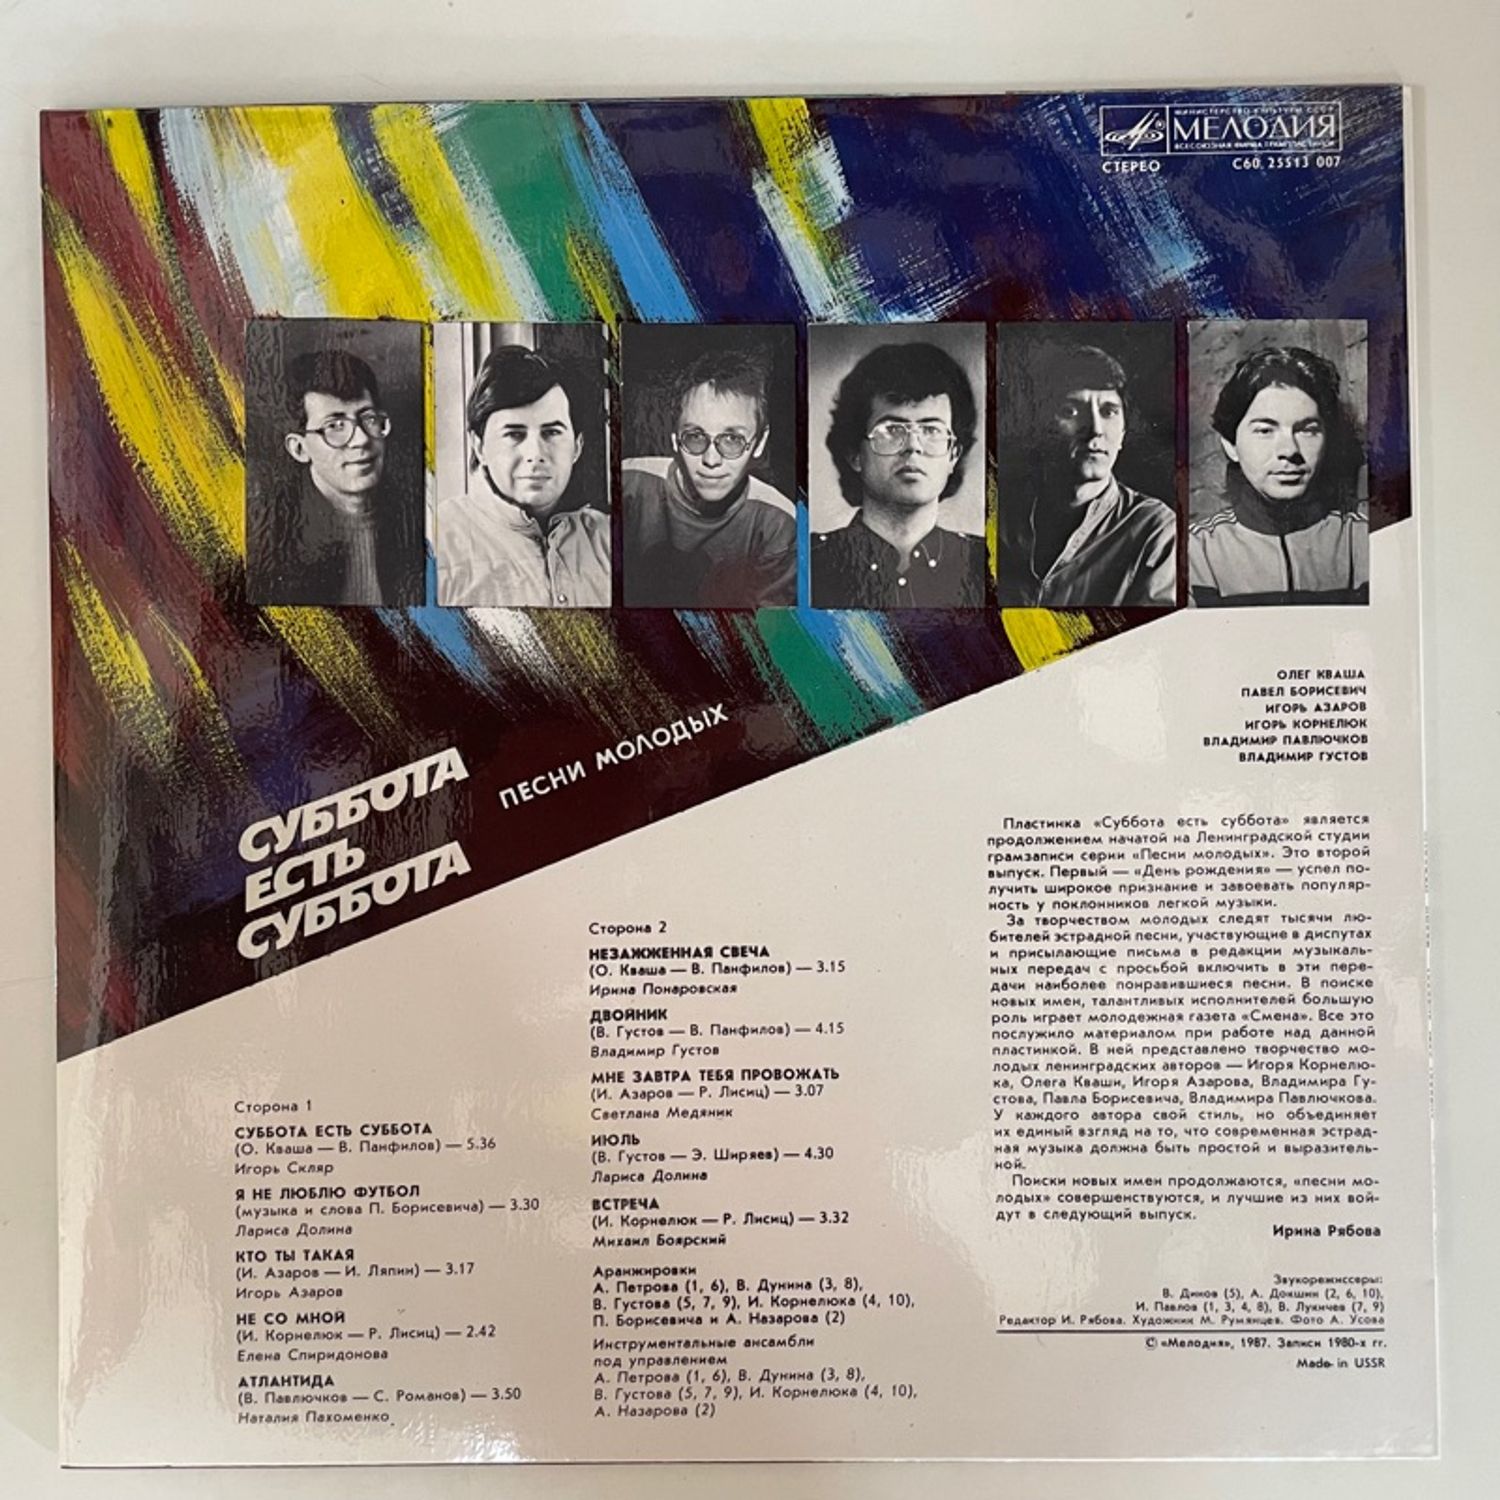 МИНИСТЕРСТВО КУЛЬТУРЫ СССР
МЕЛОДИЯ
ВСЕСОЮЗНАЯ ФИРМА ГРАМПЛАСТИНОК
СТЕРЕО
С60 25513 007
ОЛЕГ КВАША
ПАВЕЛ БОРИСЕВИЧ
ИГОРЬ АЗАРОВ
ИГОРЬ КОРНЕЛЮК
ВЛАДИМИР ПАВЛЮЧКОВ
ВЛАДИМИР ГУСТОВ
СУББОТА
ЕСТЬ
СУББОТА
ПЕСНИ МОЛОДЫХ
Сторона 1
СУББОТА ЕСТЬ СУББОТА
(О. Кваша — В. Панфилов) — 5.36
Игорь Скляр
Я НЕ ЛЮБЛЮ ФУТБОЛ
(музыка и слова П. Борисевича) — 3.30
Лариса Долина
КТО ТЫ ТАКАЯ
(И. Азаров — И. Ляпин) — 3.17
Игорь Азаров
НЕ СО МНОЙ
(И. Корнелюк — Р. Лисиц) — 2.42
Елена Спиридонова
АТЛАНТИДА
(В. Павлючков — С. Романов) — 3.50
Наталия Пахоменко
Сторона 2
НЕЗАЖЖЕННАЯ СВЕЧА
(О. Кваша — В. Панфилов) — 3.15
Ирина Понаровская
ДВОЙНИК
(В. Густов — В. Панфилов) — 4.15
Владимир Густов
МНЕ ЗАВТРА ТЕБЯ ПРОВОЖАТЬ
(И. Азаров — Р. Лисиц) — 3.07
Светлана Медяник
ИЮЛЬ
(В. Густов — Э. Ширяев) — 4.30
Лариса Долина
ВСТРЕЧА
(И. Корнелюк — Р. Лисиц) — 3.32
Михаил Боярский
Аранжировки
А. Петрова (1, 6), В. Дунина (3, 8),
В. Густова (5, 7, 9), И. Корнелюка (4, 10),
П. Борисевича и А. Назарова (2)
Инструментальные ансамбли
под управлением
А. Петрова (1, 6), В. Дунина (3, 8),
В. Густова (5, 7, 9), И. Корнелюка (4, 10),
А. Назарова (2)
Пластинка «Суббота есть суббота» является
продолжением начатой на Ленинградской студии
грамзаписи серии «Песни молодых». Это второй
выпуск. Первый — «День рождения» — успел по-
лучить широкое признание и завоевать популяр-
ность у поклонников легкой музыки.
За творчеством молодых следят тысячи лю-
бителей эстрадной песни, участвующие в диспутах
и присылающие письма в редакции музыкаль-
ных передач с просьбой включить в эти пере-
дачи наиболее понравившиеся песни. В поиске
новых имен, талантливых исполнителей большую
роль играет молодежная газета «Смена». Все это
послужило материалом при работе над данной
пластинкой. В ней представлено творчество мо-
лодых ленинградских авторов — Игоря Корнелю-
ка, Олега Кваши, Игоря Азарова, Владимира Гу-
стова, Павла Борисевича, Владимира Павлючкова.
У каждого автора свой стиль, но объединяет
их единый взгляд на то, что современная эстрад-
ная музыка должна быть простой и выразитель-
ной.
Поиски новых имен продолжаются, «песни мо-
лодых» совершенствуются, и лучшие из них вой-
дут в следующий выпуск.
Ирина Рябова
Звукорежиссеры:
В. Динов (5), А. Докшин (2, 6, 10),
И. Павлов (1, 3, 4, 8), В. Лукичев (7, 9)
Редактор И. Рябова. Художник М. Румянцев. Фото А. Усова
© «Мелодия», 1987. Записи 1980-х гг.
Made in USSR